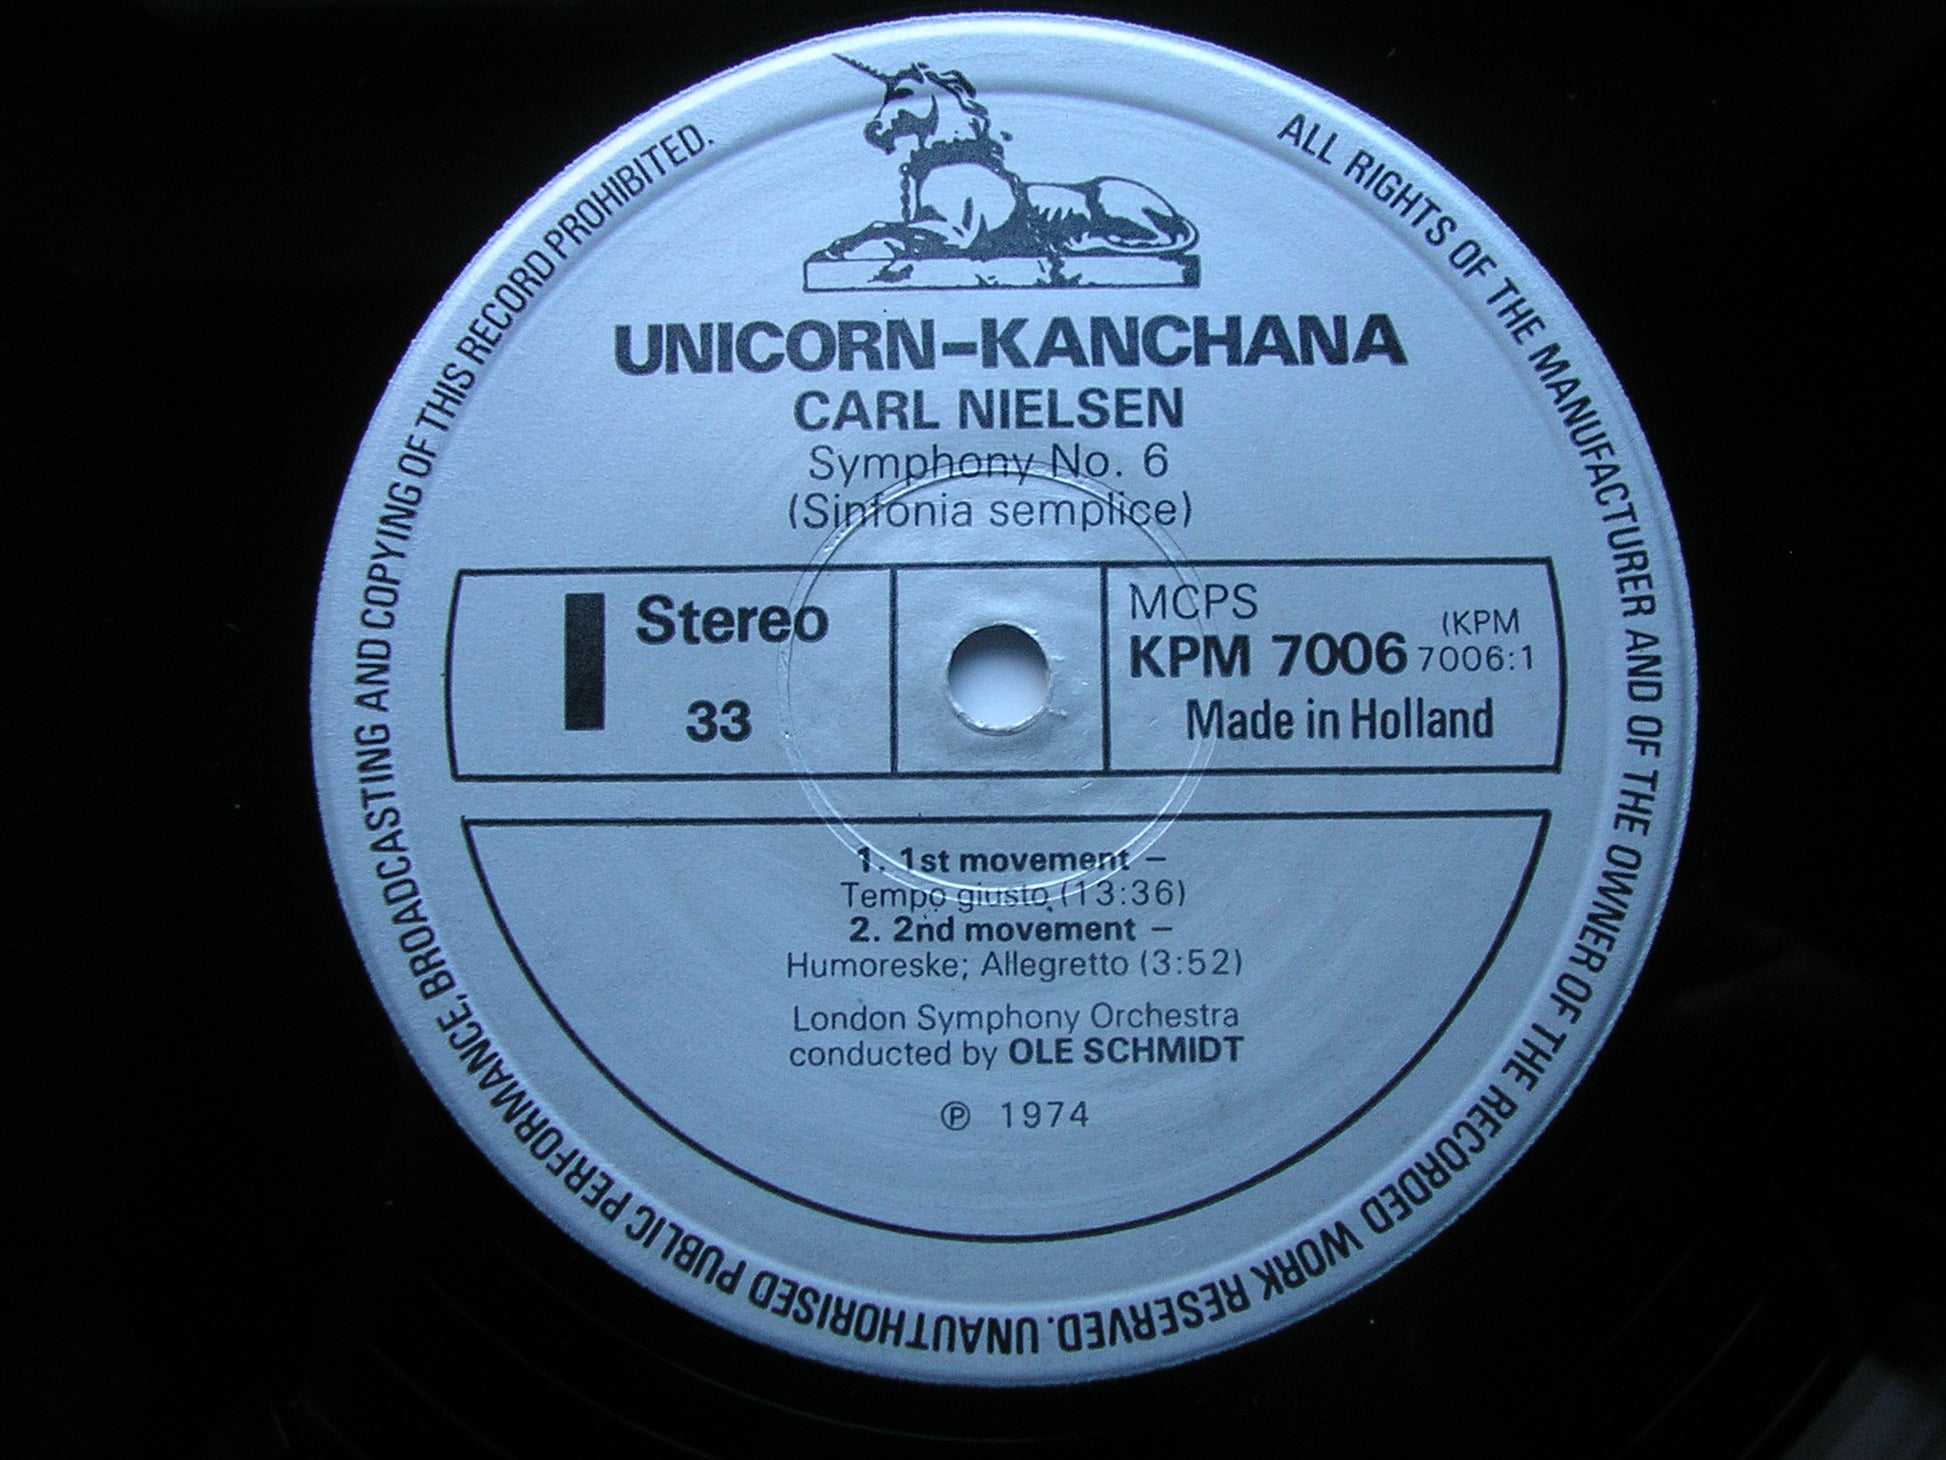 ALL RIGHTS OF THE MANUFACTURER AND OF THE OWNER OF THE RECORDED WORK RESERVED. UNAUTHORISED PUBLIC PERFORMANCE, BROADCASTING AND COPYING OF THIS RECORD PROHIBITED.
UNICORN-KANCHANA
CARL NIELSEN
Symphony No. 6
(Sinfonia semplice)
I Stereo
33
MCPS
KPM 7006 (KPM 7006:1
Made in Holland
1. 1st movement –
Tempo giusto (13:36)
2. 2nd movement –
Humoreske; Allegretto (3:52)
London Symphony Orchestra
conducted by OLE SCHMIDT
℗ 1974